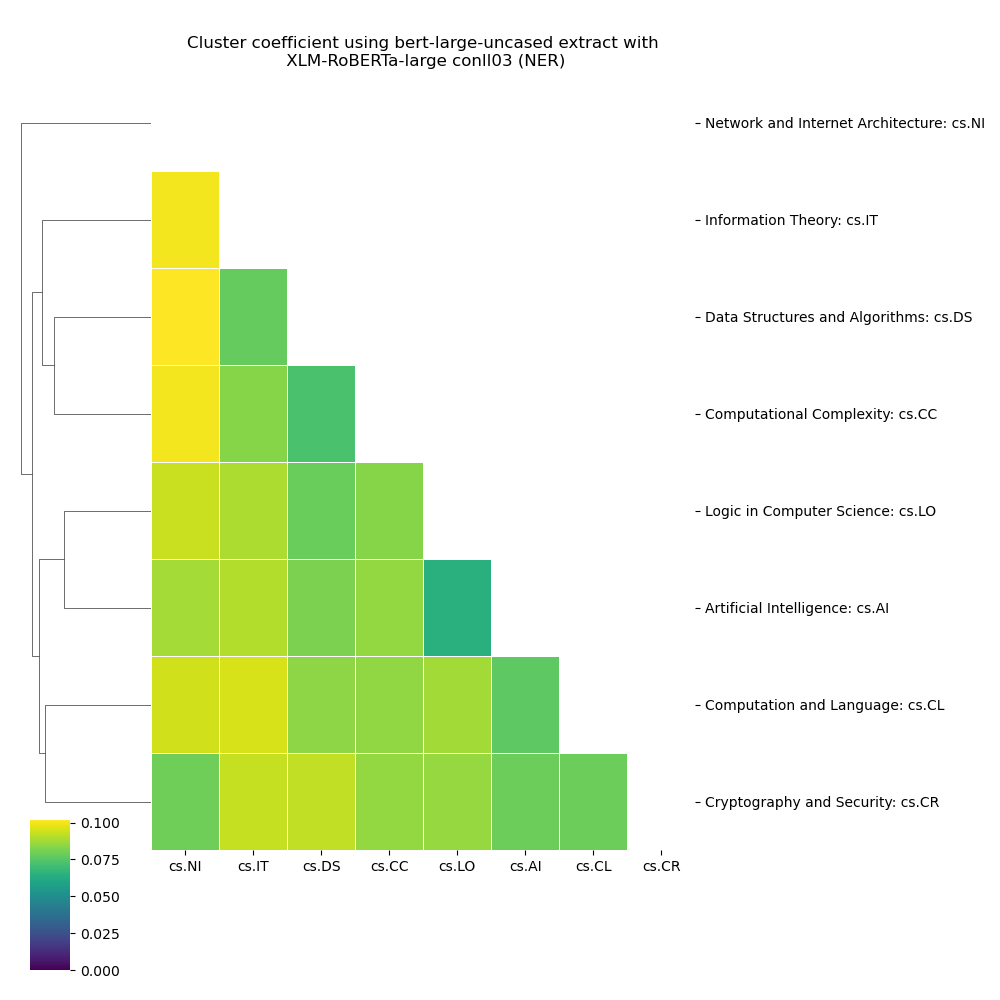 Cluster coefficient using bert-large-uncased extract with
XLM-RoBERTa-large conll03 (NER)
Network and Internet Architecture: cs.NI
Information Theory: cs.IT
Data Structures and Algorithms: cs.DS
Computational Complexity: cs.CC
Logic in Computer Science: cs.LO
Artificial Intelligence: cs.AI
Computation and Language: cs.CL
Cryptography and Security: cs.CR
cs.NI cs.IT cs.DS cs.CC cs.LO cs.AI cs.CL cs.CR
0.100
0.075
0.050
0.025
0.000